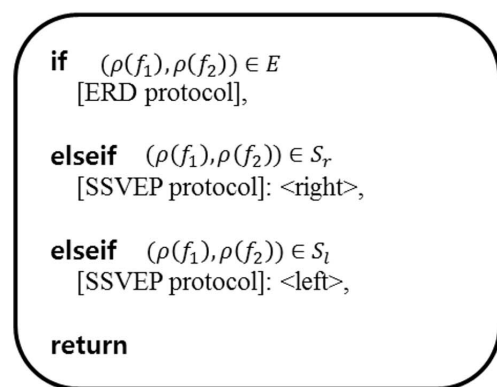 if (ρ(f₁),ρ(f₂)) ∈ E
[ERD protocol],
elseif (ρ(f₁),ρ(f₂)) ∈ Sᵣ
[SSVEP protocol]: <right>,
elseif (ρ(f₁),ρ(f₂)) ∈ Sₗ
[SSVEP protocol]: <left>,
return